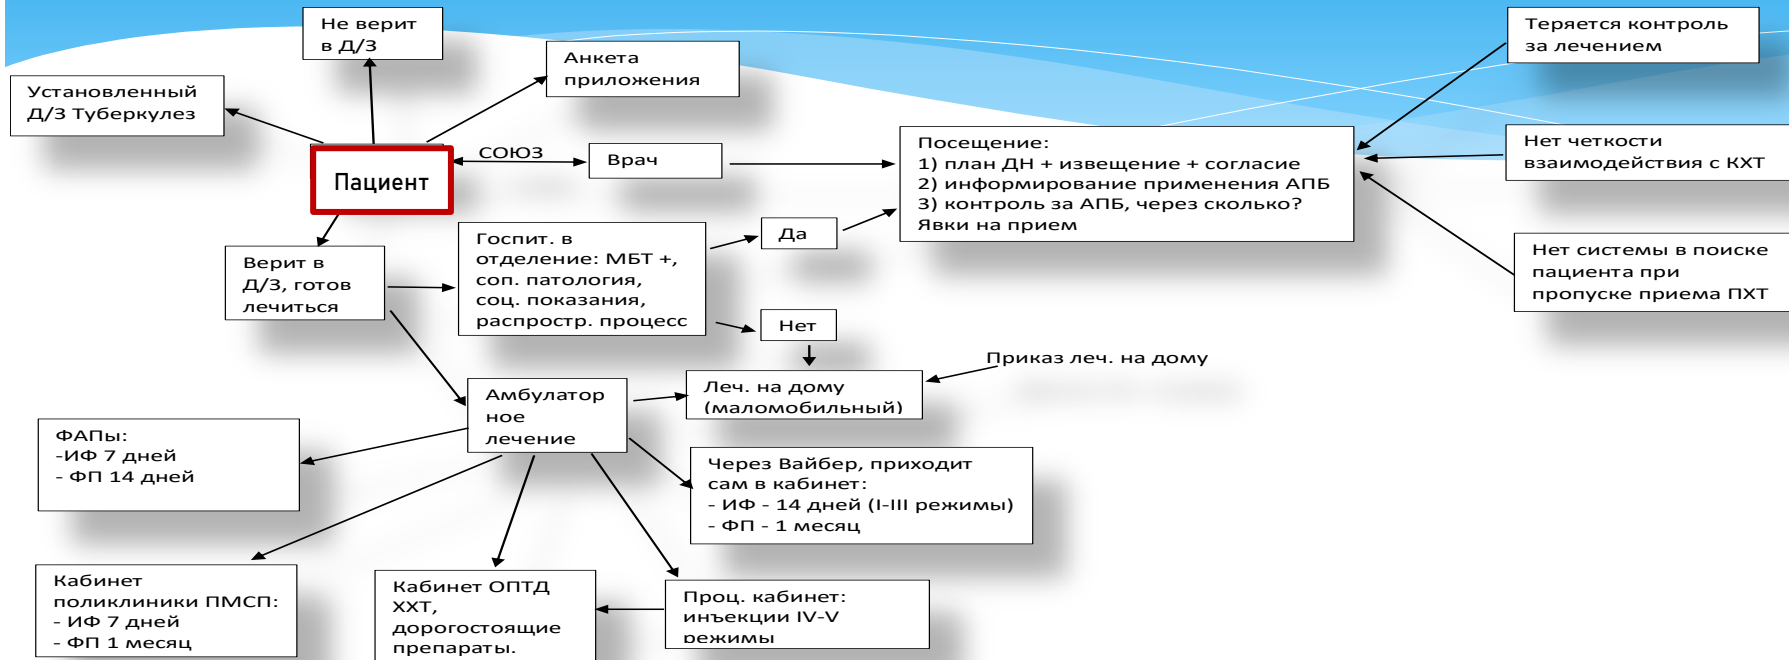 Не верит
в Д/З
Анкета
приложения
Теряется контроль
за лечением
Установленный
Д/З Туберкулез
Пациент
СОЮЗ
Врач
Посещение:
1) план ДН + извещение + согласие
2) информирование применения АПБ
3) контроль за АПБ, через сколько?
Явки на прием
Нет четкости
взаимодействия с КХТ
Нет системы в поиске
пациента при
пропуске приема ПХТ
Верит в
Д/З, готов
лечиться
Госпит. в
отделение: МБТ +,
соп. патология,
соц. показания,
распростр. процесс
Да
Нет
Приказ леч. на дому
Леч. на дому
(маломобильный)
Амбулатор
ное
лечение
ФАПы:
-ИФ 7 дней
- ФП 14 дней
Через Вайбер, приходит
сам в кабинет:
- ИФ - 14 дней (I-III режимы)
- ФП - 1 месяц
Кабинет
поликлиники ПМСП:
- ИФ 7 дней
- ФП 1 месяц
Кабинет ОПТД
ХХТ,
дорогостоящие
препараты.
Проц. кабинет:
инъекции IV-V
режимы